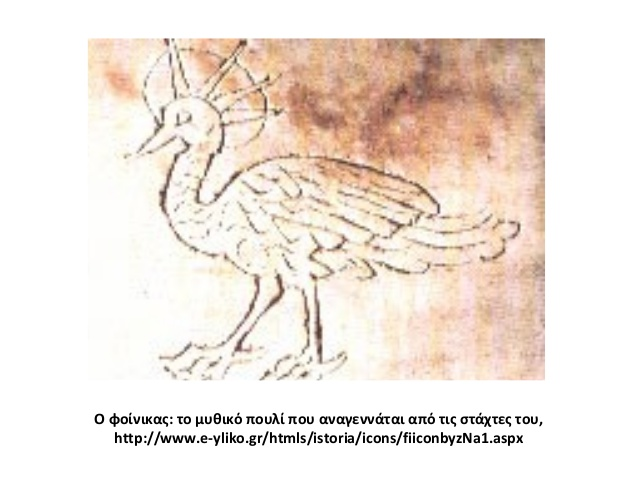 Ο φοίνικας: το μυθικό πουλί που αναγεννάται από τις στάχτες του,
http://www.e-yliko.gr/htmls/istoria/icons/fiiconbyzNa1.aspx